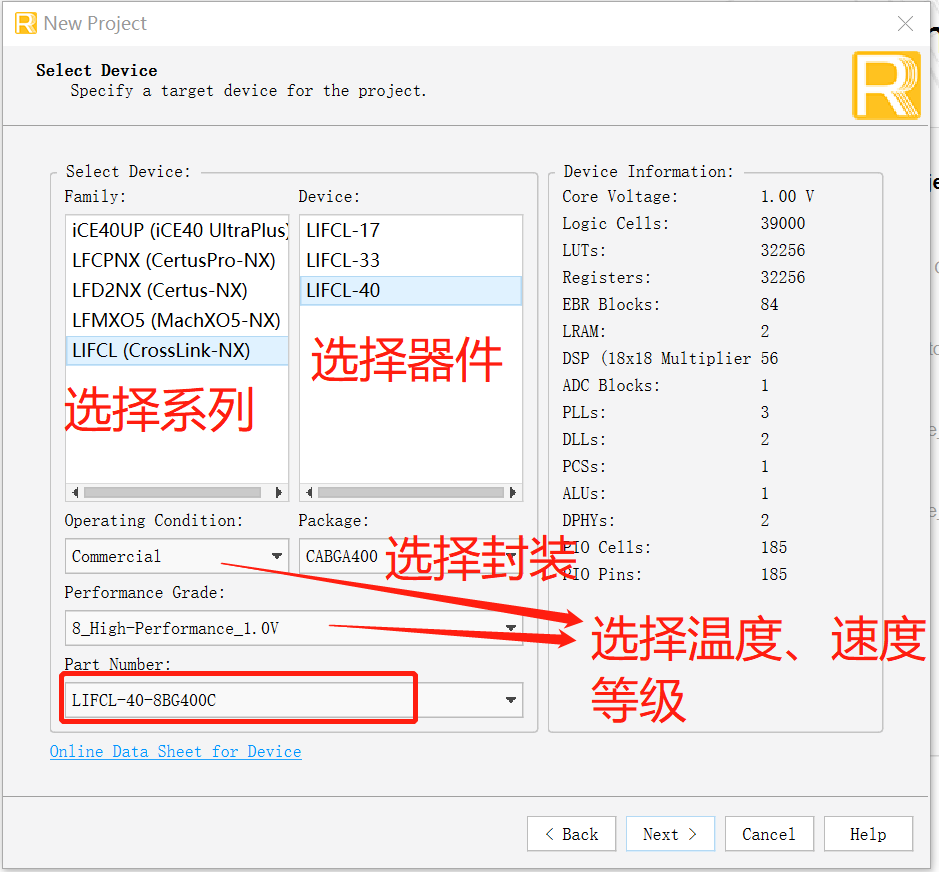 New Project
Select Device
Specify a target device for the project.
Select Device:
Family:
Device:
iCE40UP (iCE40 UltraPlus)
LFCPNX (CertusPro-NX)
LFD2NX (Certus-NX)
LFMXO5 (MachXO5-NX)
LIFCL (CrossLink-NX)
选择系列
LIFCL-17
LIFCL-33
LIFCL-40
选择器件
Operating Condition:
Package:
Commercial
CABGA400
选择封装
Performance Grade:
8_High-Performance_1.0V
选择温度、速度
等级
Part Number:
LIFCL-40-8BG400C
Online Data Sheet for Device
Device Information:
Core Voltage: 1.00 V
Logic Cells: 39000
LUTs: 32256
Registers: 32256
EBR Blocks: 84
LRAM: 2
DSP (18x18 Multiplier 56
ADC Blocks: 1
PLLs: 3
DLLs: 2
PCSs: 1
ALUs: 1
DPHYs: 2
PIO Cells: 185
PIO Pins: 185
< Back
Next >
Cancel
Help